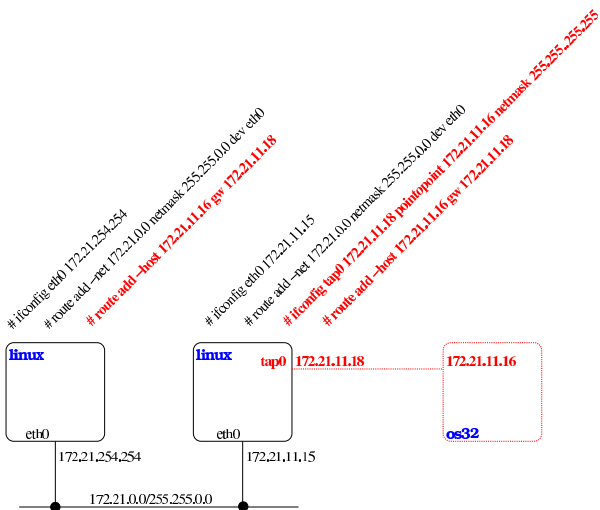 # ifconfig eth0 172.21.254.254
# route add −net 172.21.0.0 netmask 255.255.0.0 dev eth0
# route add −host 172.21.11.16 gw 172.21.11.18
# ifconfig eth0 172.21.11.15
# route add −net 172.21.0.0 netmask 255.255.0.0 dev eth0
# ifconfig tap0 172.21.11.18 pointopoint 172.21.11.16 netmask 255.255.255.255
# route add −host 172.21.11.16 gw 172.21.11.18
linux
eth0
172.21.254.254
linux
tap0
172.21.11.18
eth0
172.21.11.15
172.21.11.16
os32
172.21.0.0/255.255.0.0